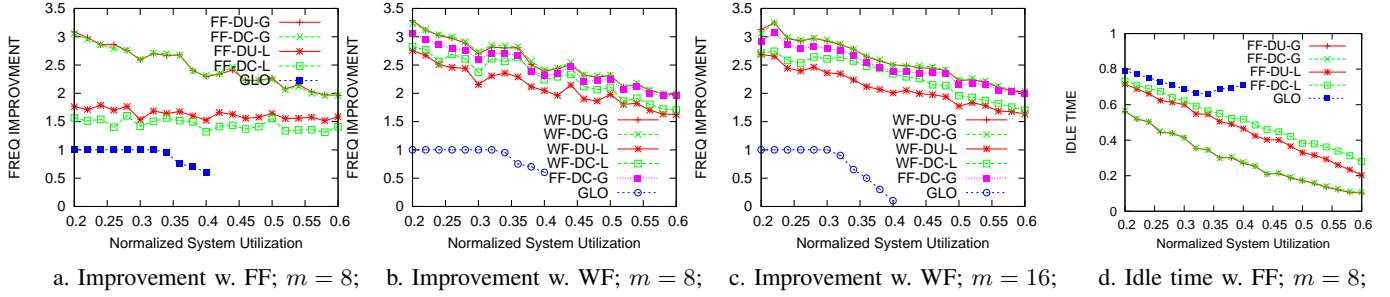 FREQ IMPROVMENT
3.5
3
2.5
2
1.5
1
0.5
0
FF-DU-G
FF-DC-G
FF-DU-L
FF-DC-L
GLO
0.2 0.25 0.3 0.35 0.4 0.45 0.5 0.55 0.6
Normalized System Utilization
a. Improvement w. FF; m = 8;
FREQ IMPROVEMENT
3.5
3
2.5
2
1.5
1
0.5
0
WF-DU-G
WF-DC-G
WF-DU-L
WF-DC-L
FF-DC-G
GLO
0.2 0.25 0.3 0.35 0.4 0.45 0.5 0.55 0.6
Normalized System Utilization
b. Improvement w. WF; m = 8;
FREQ IMPROVEMENT
3.5
3
2.5
2
1.5
1
0.5
0
WF-DU-G
WF-DC-G
WF-DU-L
WF-DC-L
FF-DC-G
GLO
0.2 0.25 0.3 0.35 0.4 0.45 0.5 0.55 0.6
Normalized System Utilization
c. Improvement w. WF; m = 16;
IDLE TIME
1
0.8
0.6
0.4
0.2
0
FF-DU-G
FF-DC-G
FF-DU-L
FF-DC-L
GLO
0.2 0.25 0.3 0.35 0.4 0.45 0.5 0.55 0.6
Normalized System Utilization
d. Idle time w. FF; m = 8;